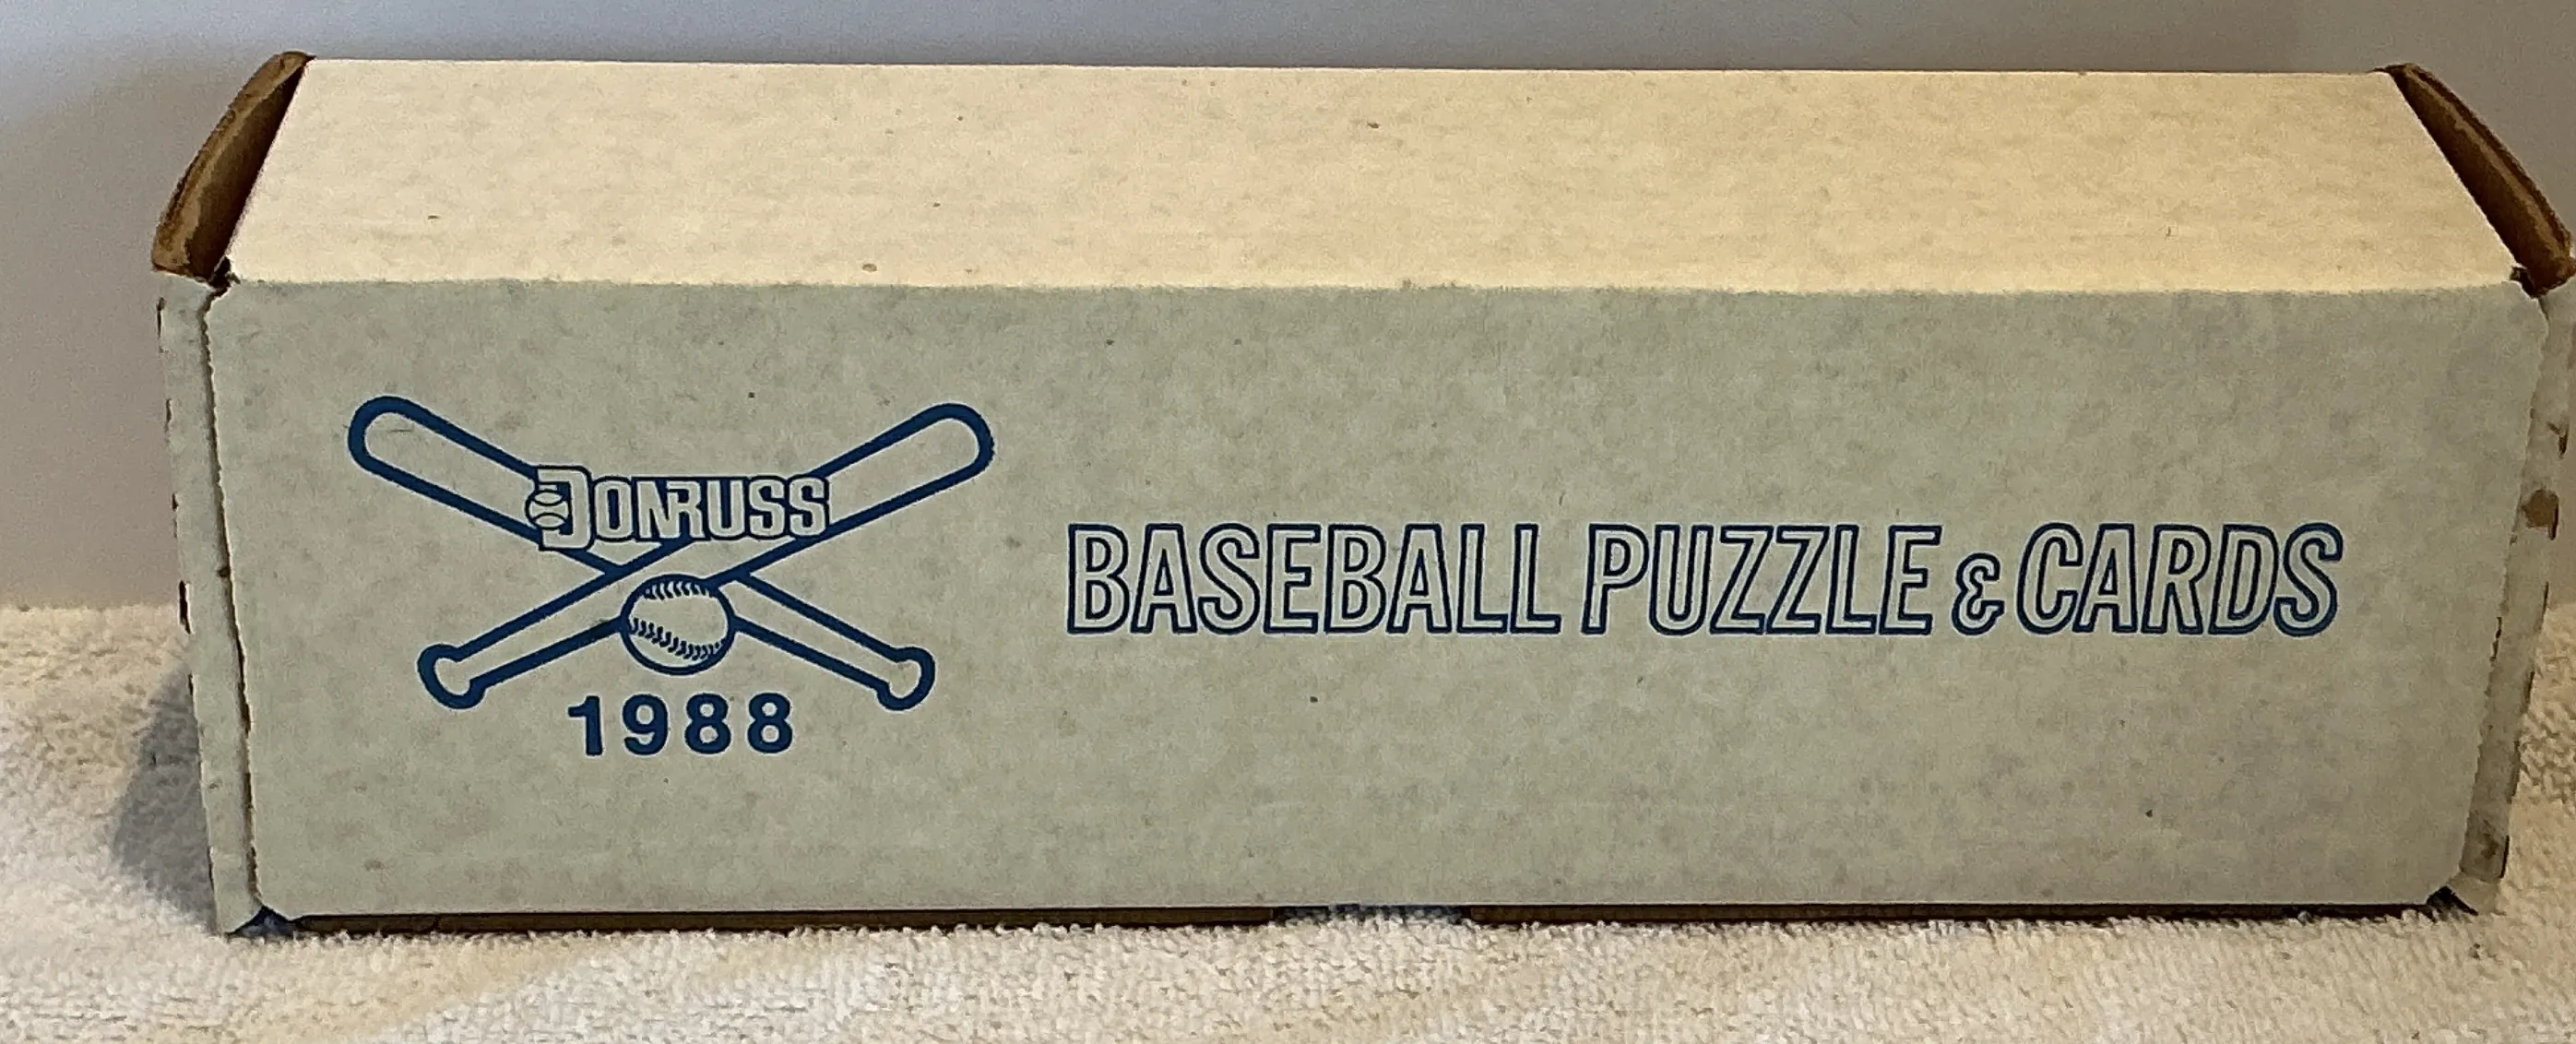 DONRUSS
1988
BASEBALL PUZZLE & CARDS